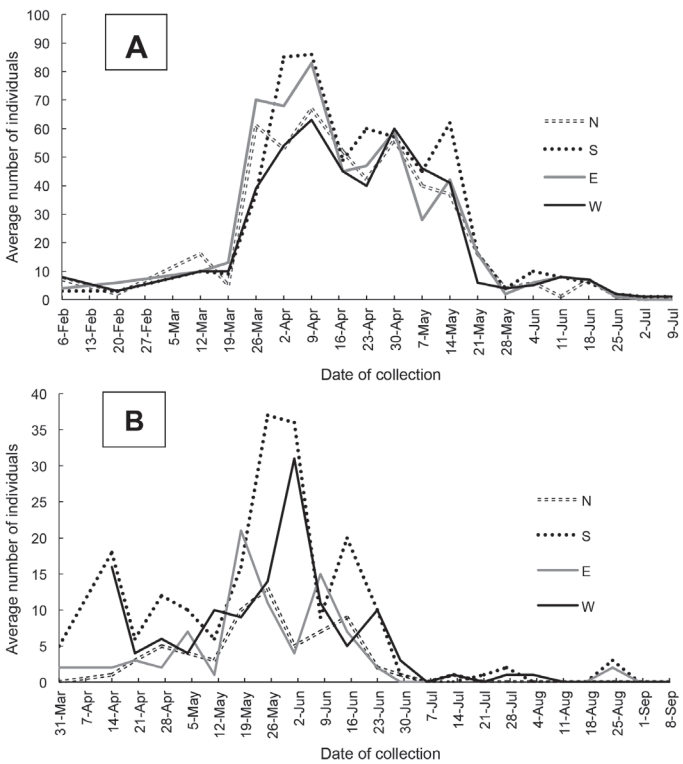 A
Average number of individuals
100
90
80
70
60
50
40
30
20
10
0
N
S
E
W
6-Feb
13-Feb
20-Feb
27-Feb
5-Mar
12-Mar
19-Mar
26-Mar
2-Apr
9-Apr
16-Apr
23-Apr
30-Apr
7-May
14-May
21-May
28-May
4-Jun
11-Jun
18-Jun
25-Jun
2-Jul
9-Jul
Date of collection
B
Average number of individuals
40
35
30
25
20
15
10
5
0
N
S
E
W
31-Mar
7-Apr
14-Apr
21-Apr
28-Apr
5-May
12-May
19-May
26-May
2-Jun
9-Jun
16-Jun
23-Jun
30-Jun
7-Jul
14-Jul
21-Jul
28-Jul
4-Aug
11-Aug
18-Aug
25-Aug
1-Sep
8-Sep
Date of collection